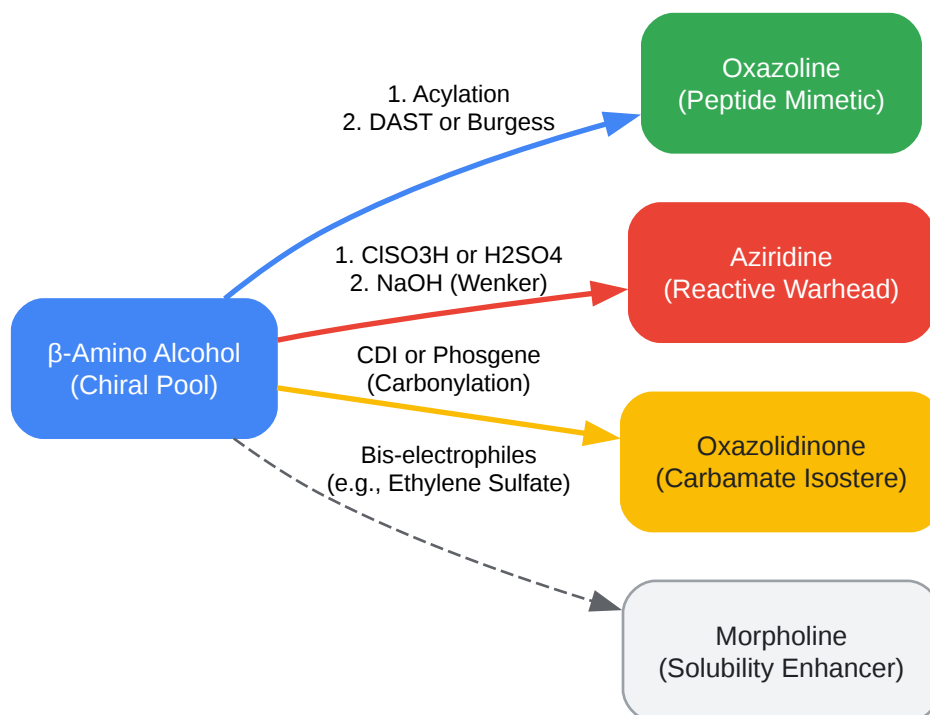 Oxazoline
(Peptide Mimetic)
1. Acylation
2. DAST or Burgess
Aziridine
(Reactive Warhead)
1. ClSO3H or H2SO4
2. NaOH (Wenker)
β-Amino Alcohol
(Chiral Pool)
CDI or Phosgene
(Carbonylation)
Oxazolidinone
(Carbamate Isostere)
Bis-electrophiles
(e.g., Ethylene Sulfate)
Morpholine
(Solubility Enhancer)